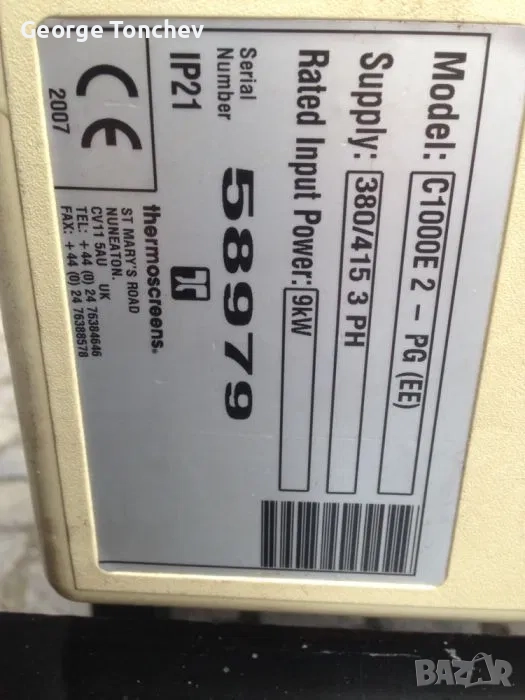 George Tonchev
Model: C1000E 2 - PG (EE)
Supply: 380/415 3 PH
Rated Input Power: 9kW
Serial
Number
58979
IP21
CE
2007
thermoscreens®
ST MARY'S ROAD
NUNEATON.
CV11 5AU UK
TEL: +44 (0) 24 76384646
FAX: +44 (0) 24 76388578
BAZAR